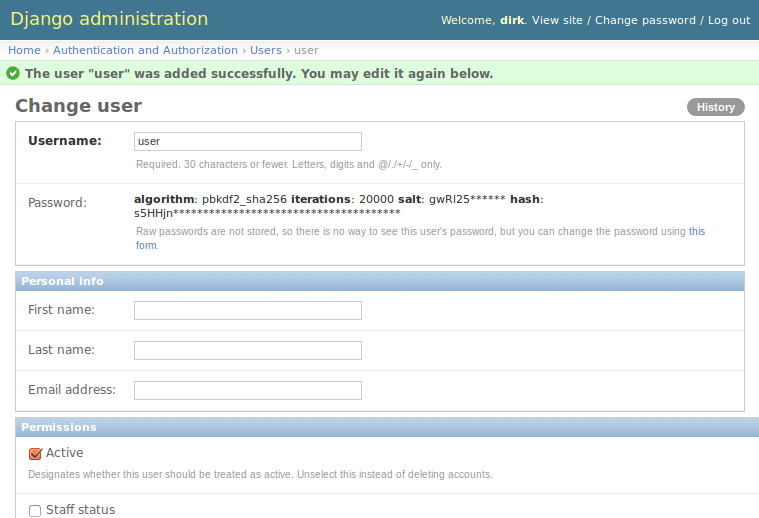 Django administration
Welcome, dirk. View site / Change password / Log out
Home › Authentication and Authorization › Users › user
The user "user" was added successfully. You may edit it again below.
Change user
History
Username:
user
Required. 30 characters or fewer. Letters, digits and @/./+/-/_ only.
Password:
algorithm: pbkdf2_sha256 iterations: 20000 salt: gwRI25****** hash:
s5HHjn**************************************
Raw passwords are not stored, so there is no way to see this user's password, but you can change the password using this
form.
Personal info
First name:
Last name:
Email address:
Permissions
Active
Designates whether this user should be treated as active. Unselect this instead of deleting accounts.
Staff status